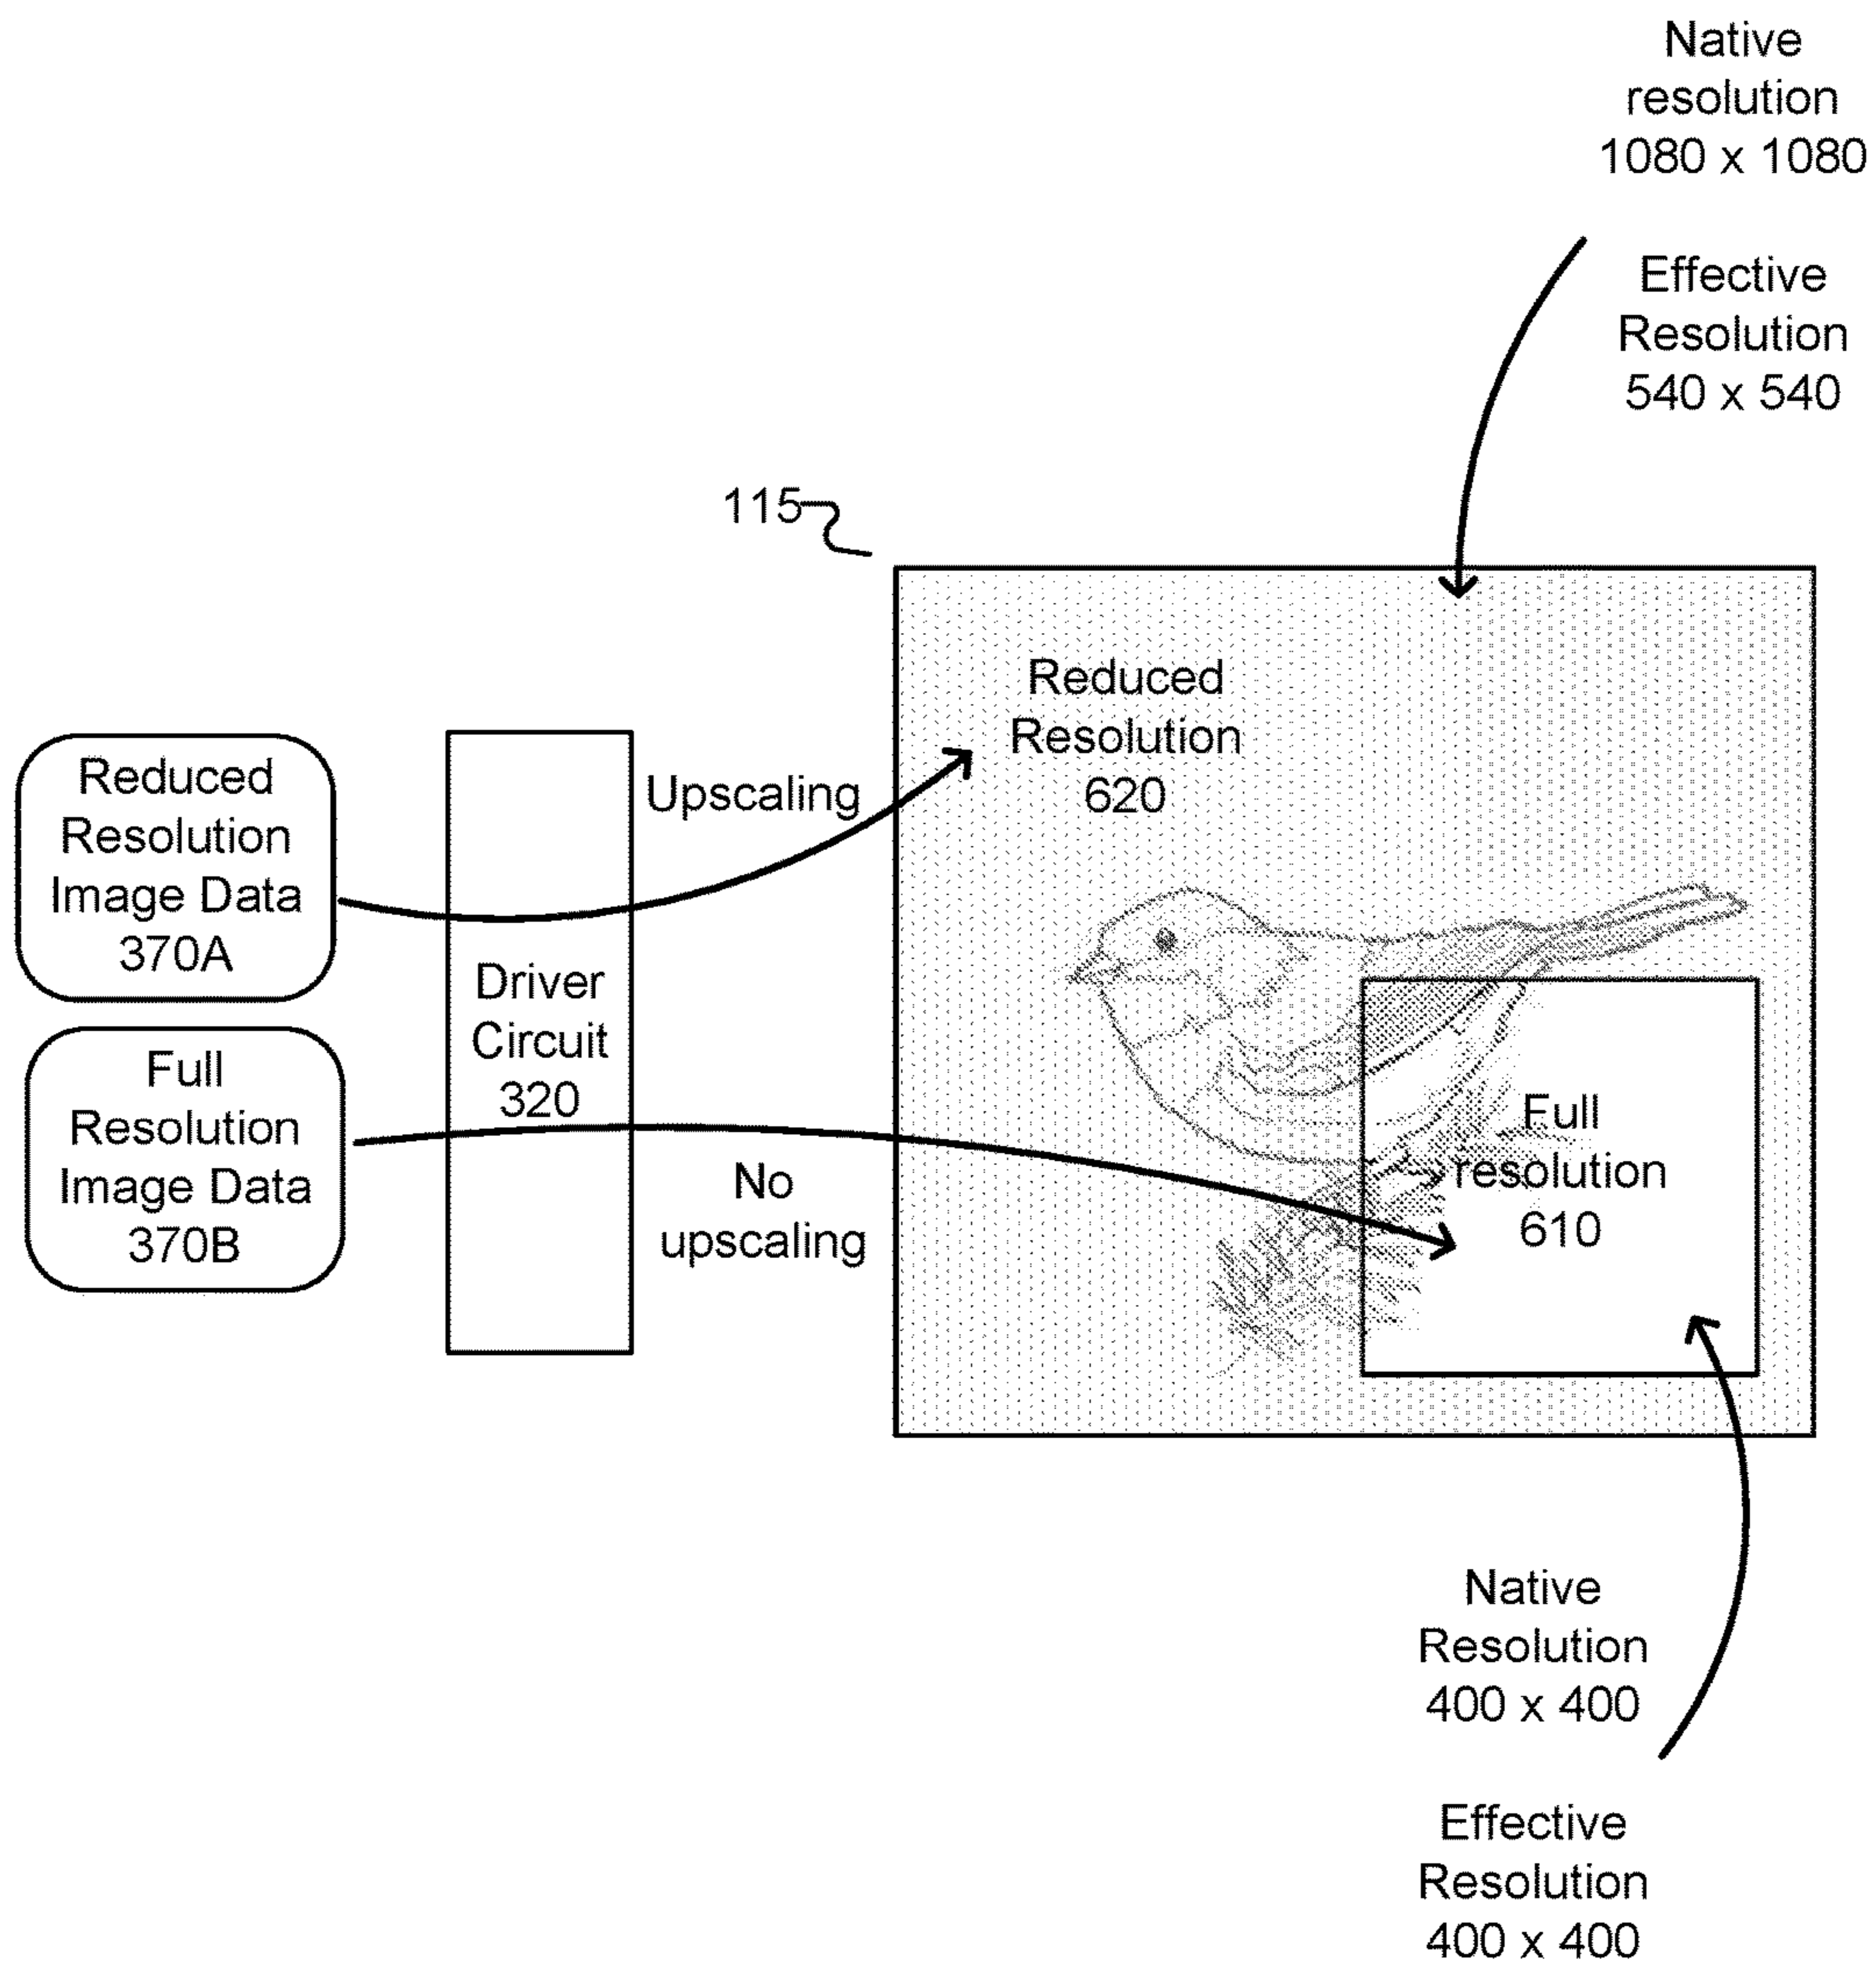 Native
resolution
1080 x 1080
Effective
Resolution
540 x 540
115
Reduced
Resolution
620
Upscaling
Reduced
Resolution
Image Data
370A
Driver
Circuit
320
Full
Resolution
Image Data
370B
No
upscaling
Full
resolution
610
Native
Resolution
400 x 400
Effective
Resolution
400 x 400